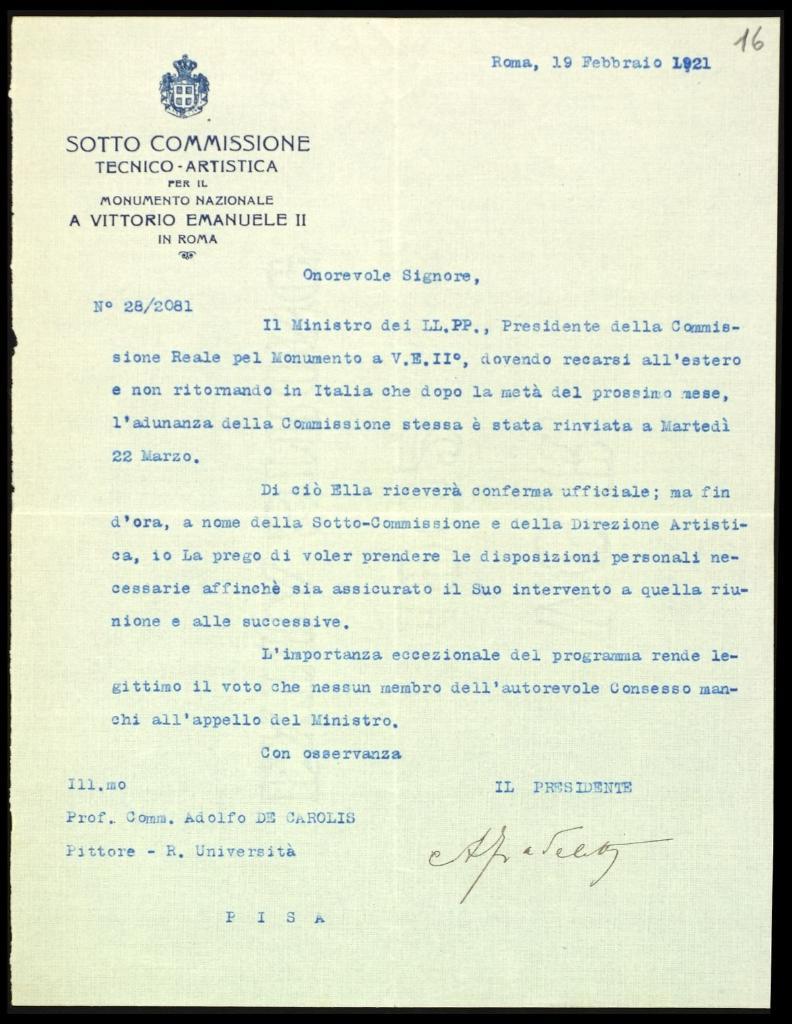 16
Roma, 19 Febbraio 1921
SOTTO COMMISSIONE
TECNICO-ARTISTICA
PER IL
MONUMENTO NAZIONALE
A VITTORIO EMANUELE II
IN ROMA
Onorevole Signore,
Nº 28/2081
Il Ministro dei LL.PP., Presidente della Commis-
sione Reale pel Monumento a V.E.IIº, dovendo recarsi all'estero
e non ritornando in Italia che dopo la metà del prossimo mese,
l'adunanza della Commissione stessa è stata rinviata a Martedì
22 Marzo.
Di ciò Ella riceverà conferma ufficiale; ma fin
d'ora, a nome della Sotto-Commissione e della Direzione Artisti-
ca, io La prego di voler prendere le disposizioni personali ne-
cessarie affinchè sia assicurato il Suo intervento a quella riu-
nione e alle successive.
L'importanza eccezionale del programma rende le-
gittimo il voto che nessun membro dell'autorevole Consesso man-
chi all'appello del Ministro.
Con osservanza
Ill.mo
Prof. Comm. Adolfo DE CAROLIS
Pittore - R. Università
P I S A
IL PRESIDENTE